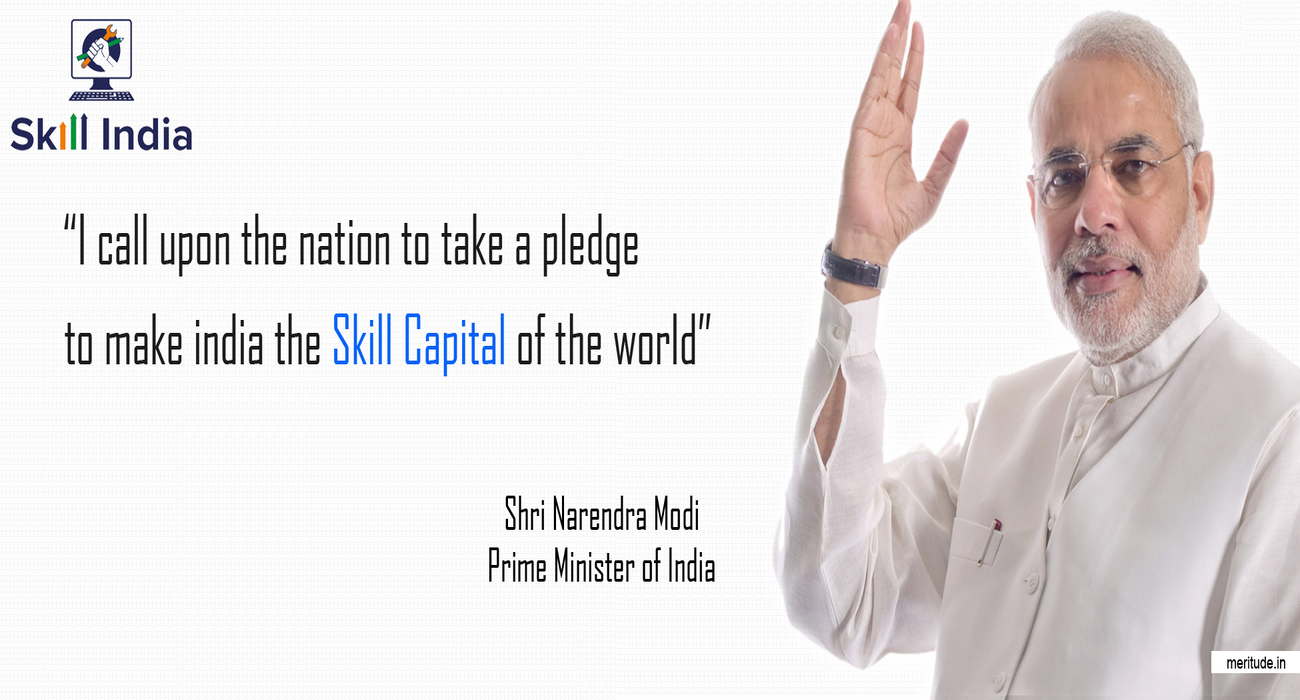 Skill India
“I call upon the nation to take a pledge
to make india the Skill Capital of the world”
Shri Narendra Modi
Prime Minister of India
meritude.in